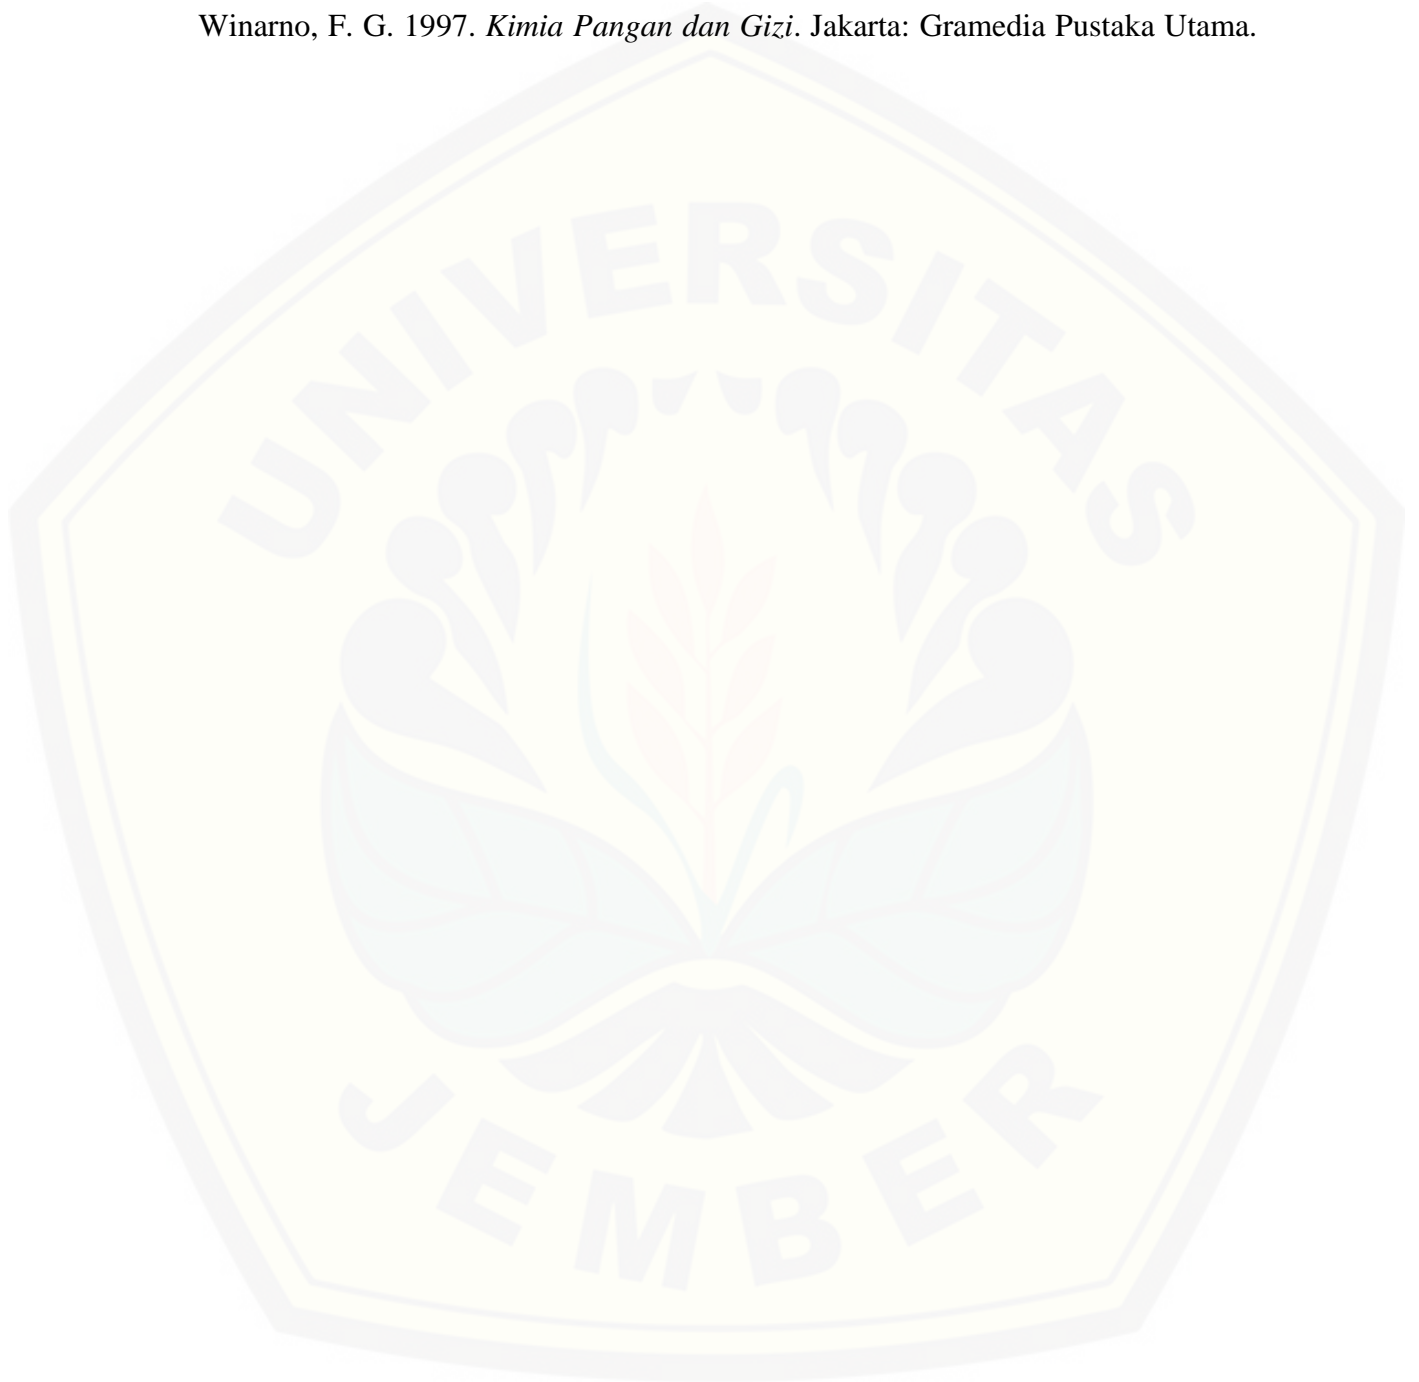 Winarno, F. G. 1997. Kimia Pangan dan Gizi. Jakarta: Gramedia Pustaka Utama.
UNIVERSITAS
JEMBER